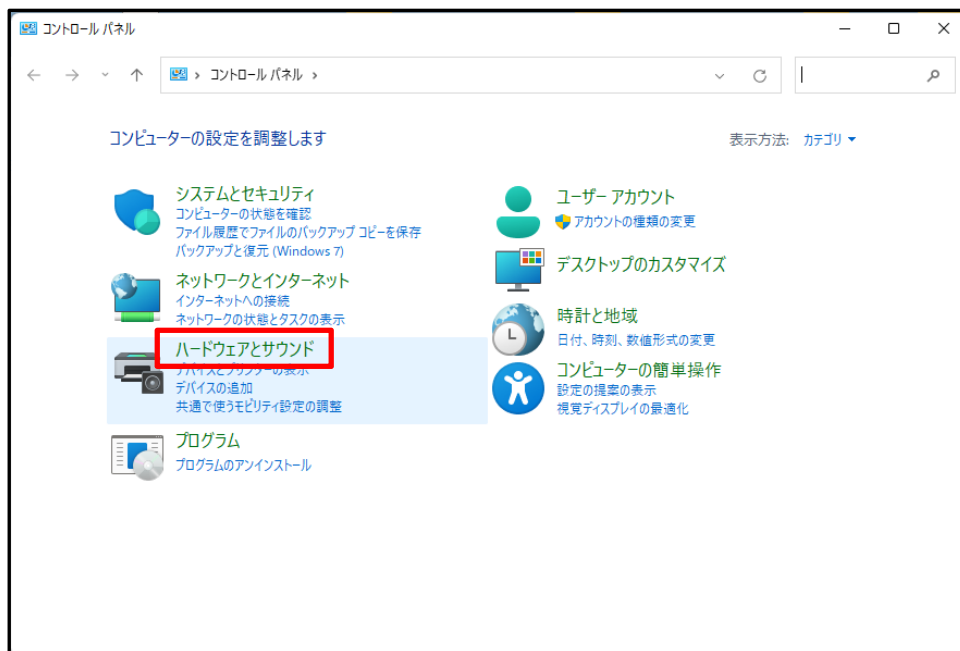 コントロール パネル
コントロール パネル
コンピューターの設定を調整します
表示方法: カテゴリ
システムとセキュリティ
コンピューターの状態を確認
ファイル履歴でファイルのバックアップ コピーを保存
バックアップと復元 (Windows 7)
ネットワークとインターネット
インターネットへの接続
ネットワークの状態とタスクの表示
ハードウェアとサウンド
デバイスとプリンターの表示
デバイスの追加
共通で使うモビリティ設定の調整
プログラム
プログラムのアンインストール
ユーザー アカウント
アカウントの種類の変更
デスクトップのカスタマイズ
時計と地域
日付、時刻、数値形式の変更
コンピューターの簡単操作
設定の提案の表示
視覚ディスプレイの最適化